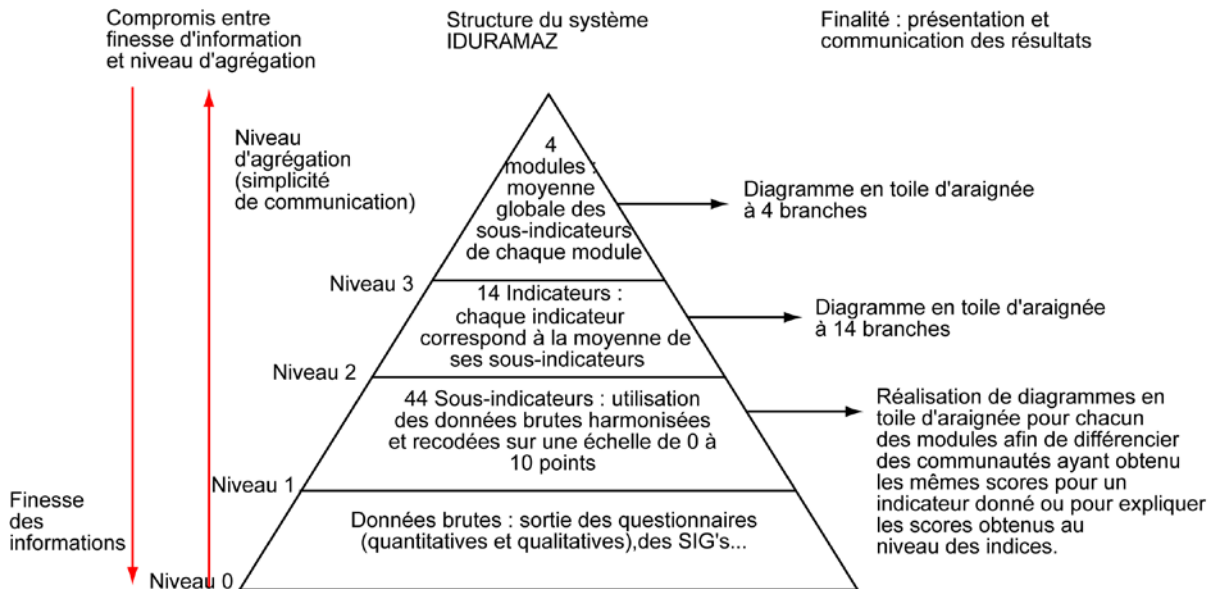 Compromis entre
finesse d'information
et niveau d'agrégation
Structure du système
IDURAMAZ
Finalité : présentation et
communication des résultats
Niveau
d'agrégation
(simplicité
de communication)
4
modules :
moyenne
globale des
sous-indicateurs
de chaque module
Diagramme en toile d'araignée
à 4 branches
Niveau 3
14 Indicateurs :
chaque indicateur
correspond à la moyenne de
ses sous-indicateurs
Diagramme en toile d'araignée
à 14 branches
Niveau 2
44 Sous-indicateurs : utilisation
des données brutes harmonisées
et recodées sur une échelle de 0 à
10 points
Réalisation de diagrammes en
toile d'araignée pour chacun
des modules afin de différencier
des communautés ayant obtenu
les mêmes scores pour un
indicateur donné ou pour expliquer
les scores obtenus au
niveau des indices.
Niveau 1
Finesse
des
informations
Données brutes : sortie des questionnaires
(quantitatives et qualitatives),des SIG's...
Niveau 0